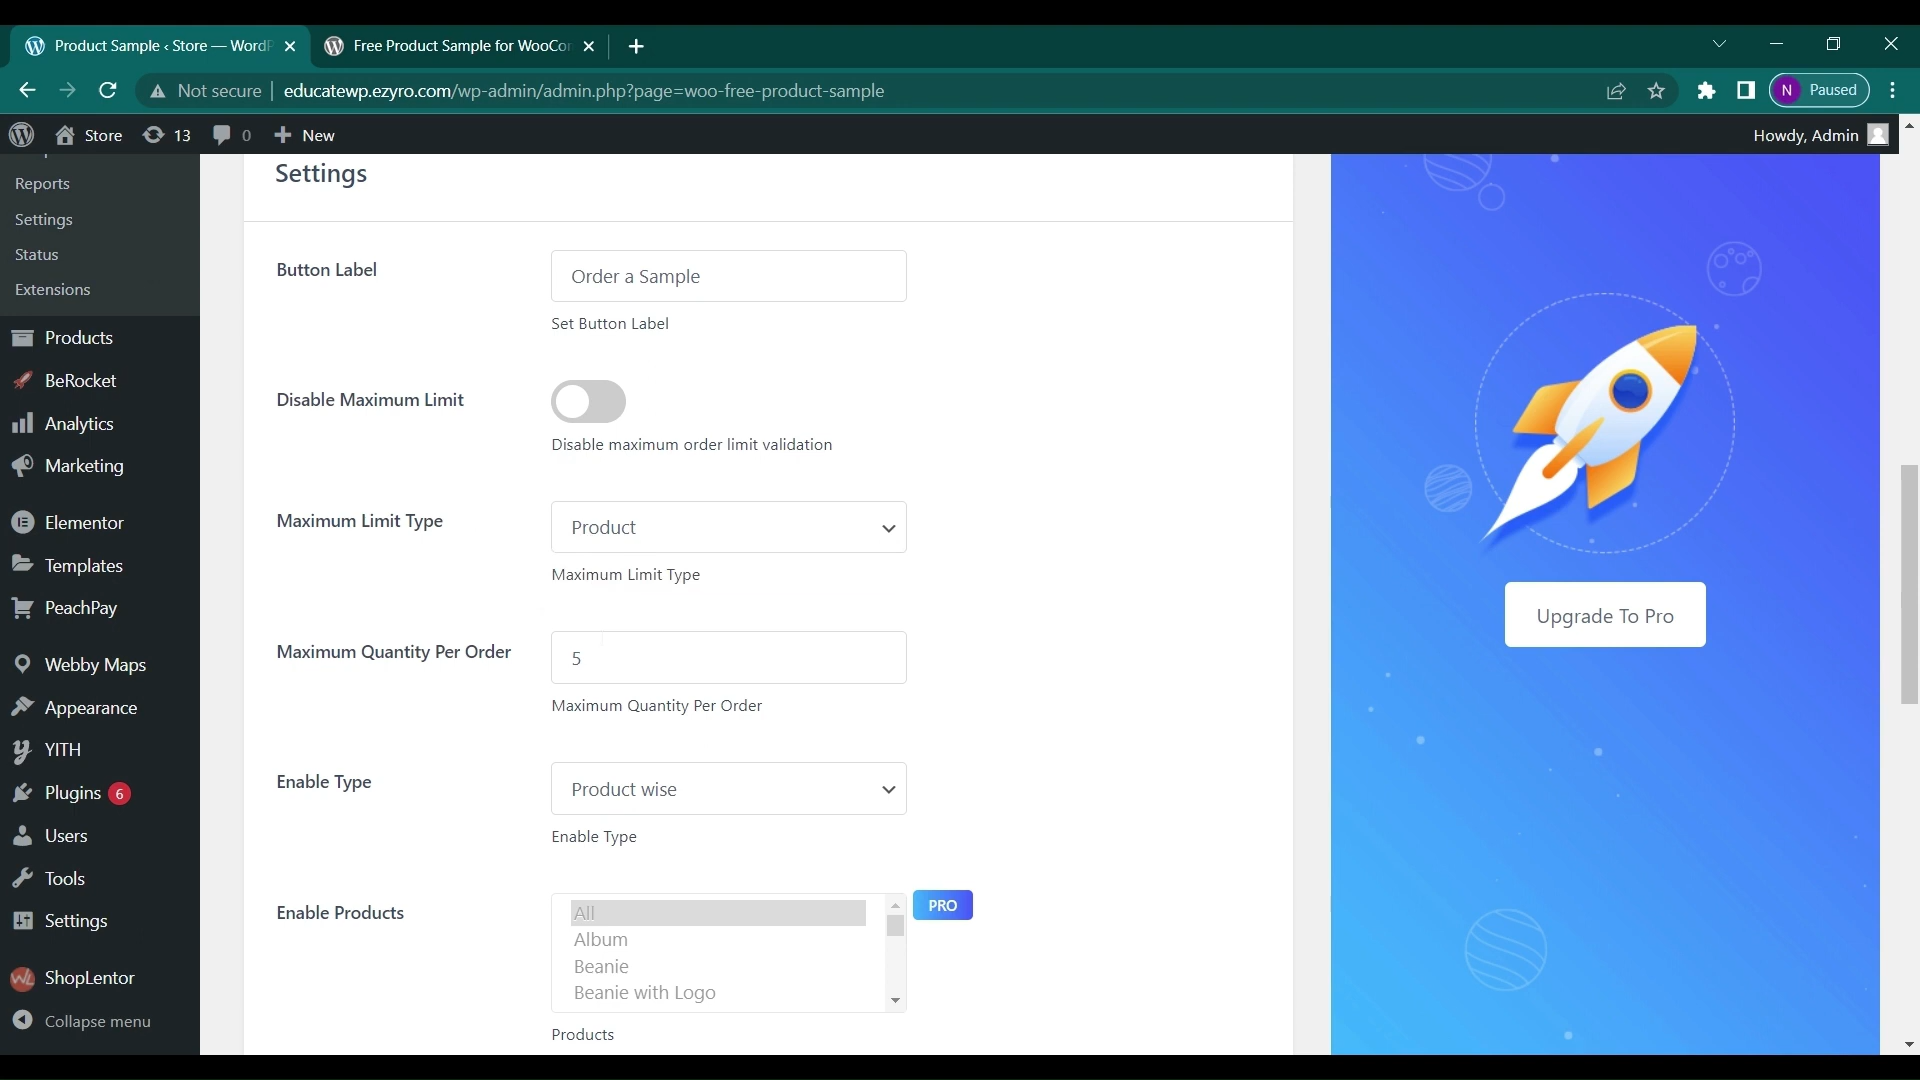 Product Sample ‹ Store — WordP
Free Product Sample for WooCor
Not secure
educatewp.ezyro.com/wp-admin/admin.php?page=woo-free-product-sample
N
Paused
Store
13
0
New
Howdy, Admin
Reports
Settings
Status
Extensions
Products
BeRocket
Analytics
Marketing
Elementor
Templates
PeachPay
Webby Maps
Appearance
YITH
Plugins 6
Users
Tools
Settings
ShopLentor
Collapse menu
Settings
Button Label
Order a Sample
Set Button Label
Disable Maximum Limit
Disable maximum order limit validation
Maximum Limit Type
Product
Maximum Limit Type
Maximum Quantity Per Order
5
Maximum Quantity Per Order
Enable Type
Product wise
Enable Type
Enable Products
All
Album
Beanie
Beanie with Logo
PRO
Products
Upgrade To Pro